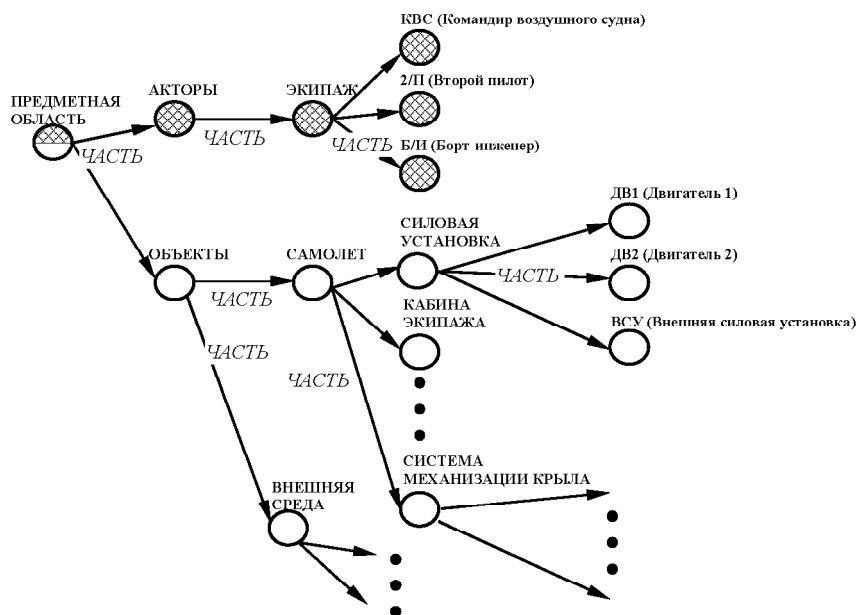 КВС (Командир воздушного судна)
2/П (Второй пилот)
АКТОРЫ
ЭКИПАЖ
ПРЕДМЕТНАЯ
ОБЛАСТЬ
ЧАСТЬ
ЧАСТЬ
ЧАСТЬ
Б/И (Борт инженер)
ДВ1 (Двигатель 1)
СИЛОВАЯ
УСТАНОВКА
ОБЪЕКТЫ
САМОЛЕТ
ДВ2 (Двигатель 2)
ЧАСТЬ
ЧАСТЬ
КАБИНА
ЭКИПАЖА
ВСУ (Внешняя силовая установка)
ЧАСТЬ
ЧАСТЬ
СИСТЕМА
МЕХАНИЗАЦИИ КРЫЛА
ВНЕШНЯЯ
СРЕДА